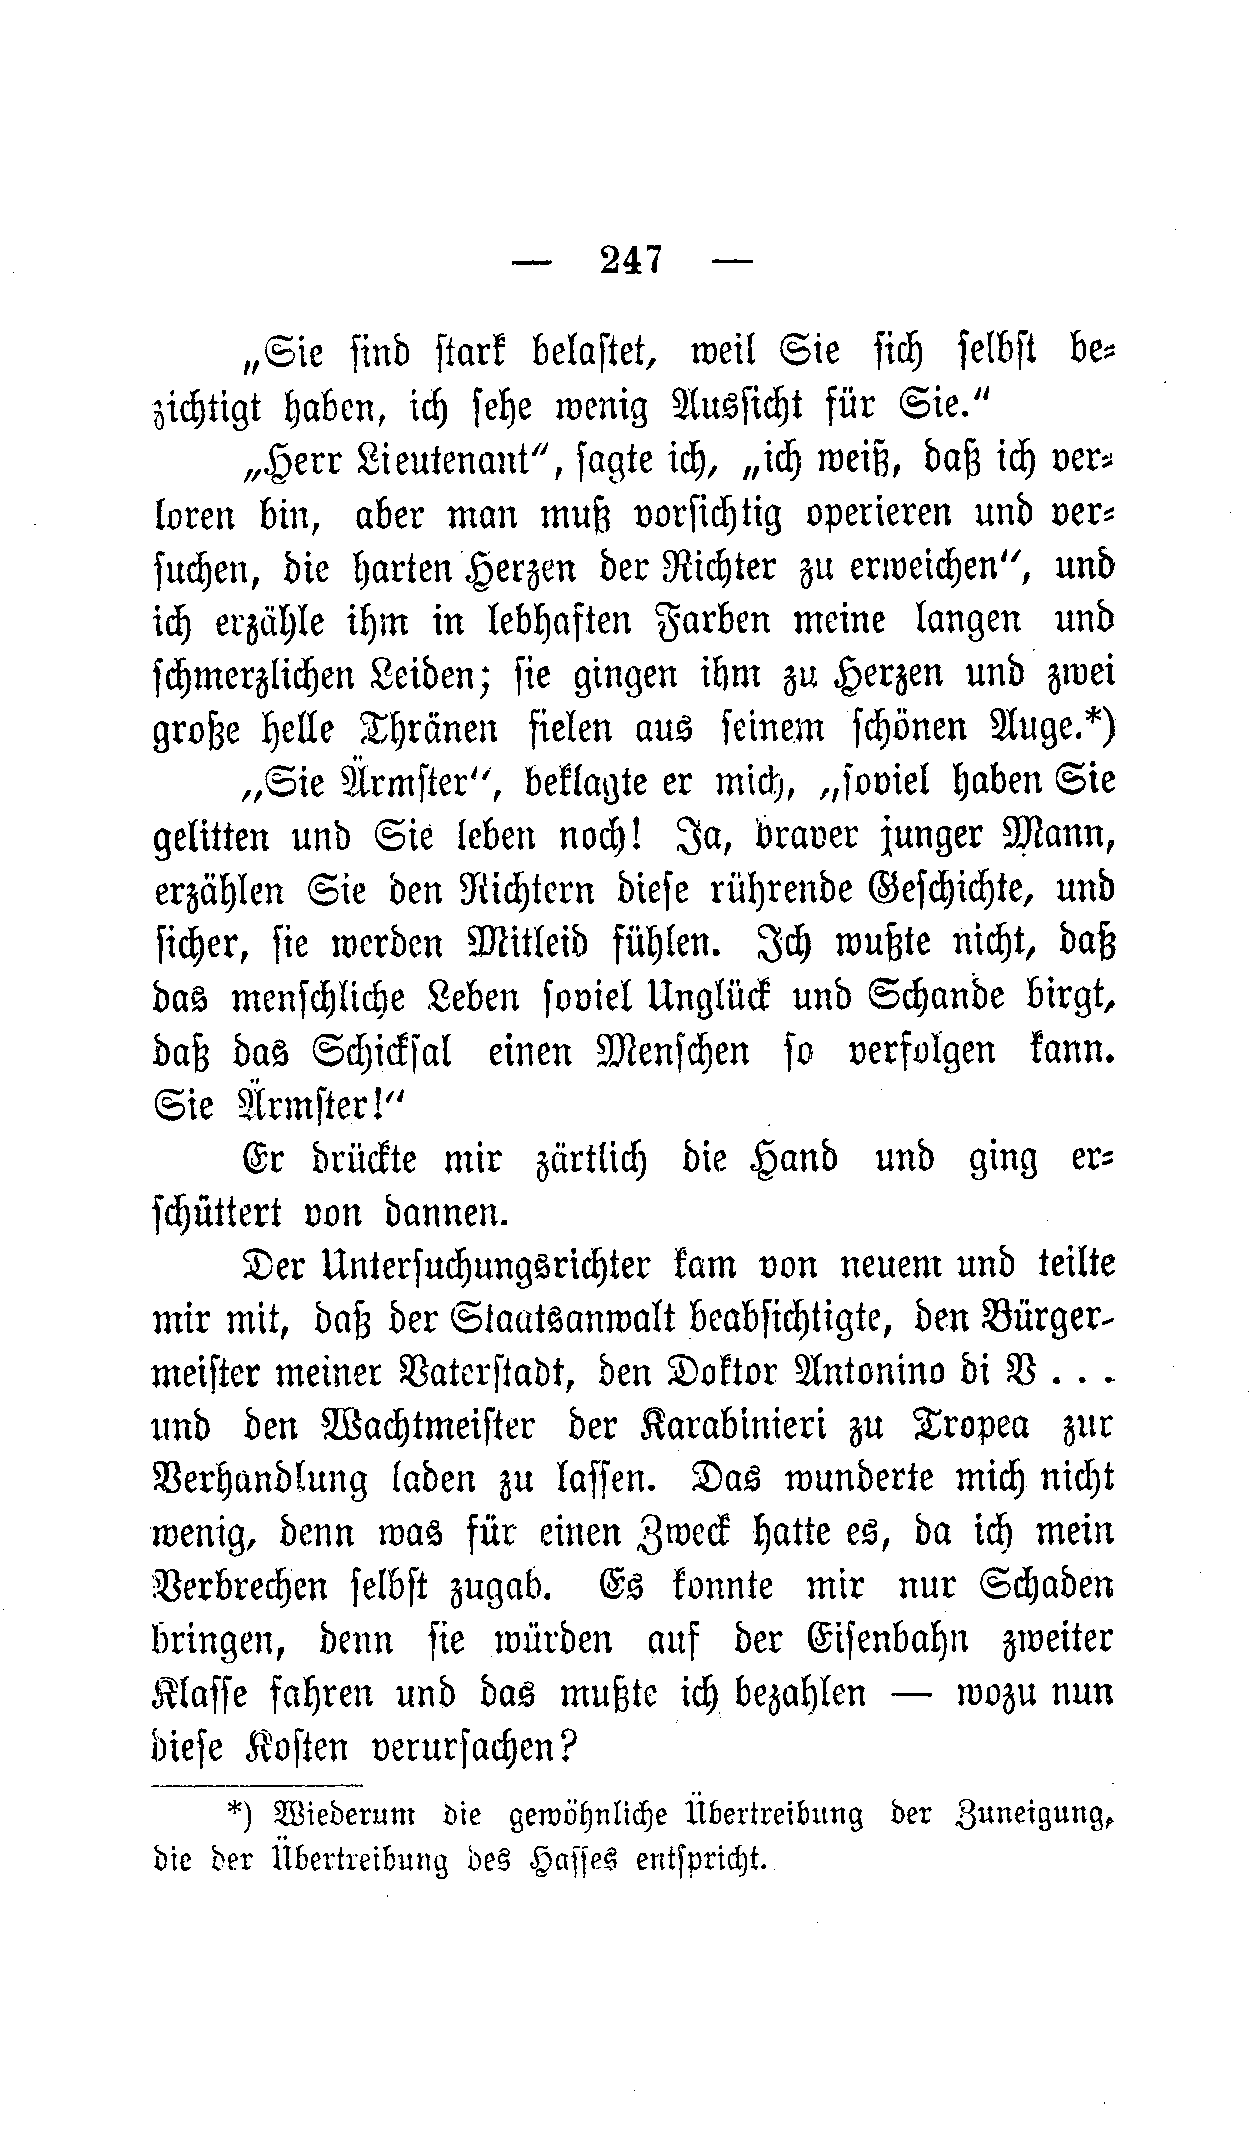 — 247 —
„Sie sind stark belastet, weil Sie sich selbst be-
zichtigt haben, ich sehe wenig Aussicht für Sie."
„Herr Lieutenant", sagte ich, „ich weiß, daß ich ver-
loren bin, aber man muß vorsichtig operieren und ver-
suchen, die harten Herzen der Richter zu erweichen", und
ich erzähle ihm in lebhaften Farben meine langen und
schmerzlichen Leiden; sie gingen ihm zu Herzen und zwei
große helle Thränen fielen aus seinem schönen Auge.*)
„Sie Ärmster", beklagte er mich, „soviel haben Sie
gelitten und Sie leben noch! Ja, braver junger Mann,
erzählen Sie den Richtern diese rührende Geschichte, und
sicher, sie werden Mitleid fühlen. Ich wußte nicht, daß
das menschliche Leben soviel Unglück und Schande birgt,
daß das Schicksal einen Menschen so verfolgen kann.
Sie Ärmster!"
Er drückte mir zärtlich die Hand und ging er-
schüttert von dannen.
Der Untersuchungsrichter kam von neuem und teilte
mir mit, daß der Staatsanwalt beabsichtigte, den Bürger-
meister meiner Vaterstadt, den Doktor Antonino di V . . .
und den Wachtmeister der Karabinieri zu Tropea zur
Verhandlung laden zu lassen. Das wunderte mich nicht
wenig, denn was für einen Zweck hatte es, da ich mein
Verbrechen selbst zugab. Es konnte mir nur Schaden
bringen, denn sie würden auf der Eisenbahn zweiter
Klasse fahren und das mußte ich bezahlen — wozu nun
diese Kosten verursachen?
*) Wiederum die gewöhnliche Übertreibung der Zuneigung,
die der Übertreibung des Hasses entspricht.